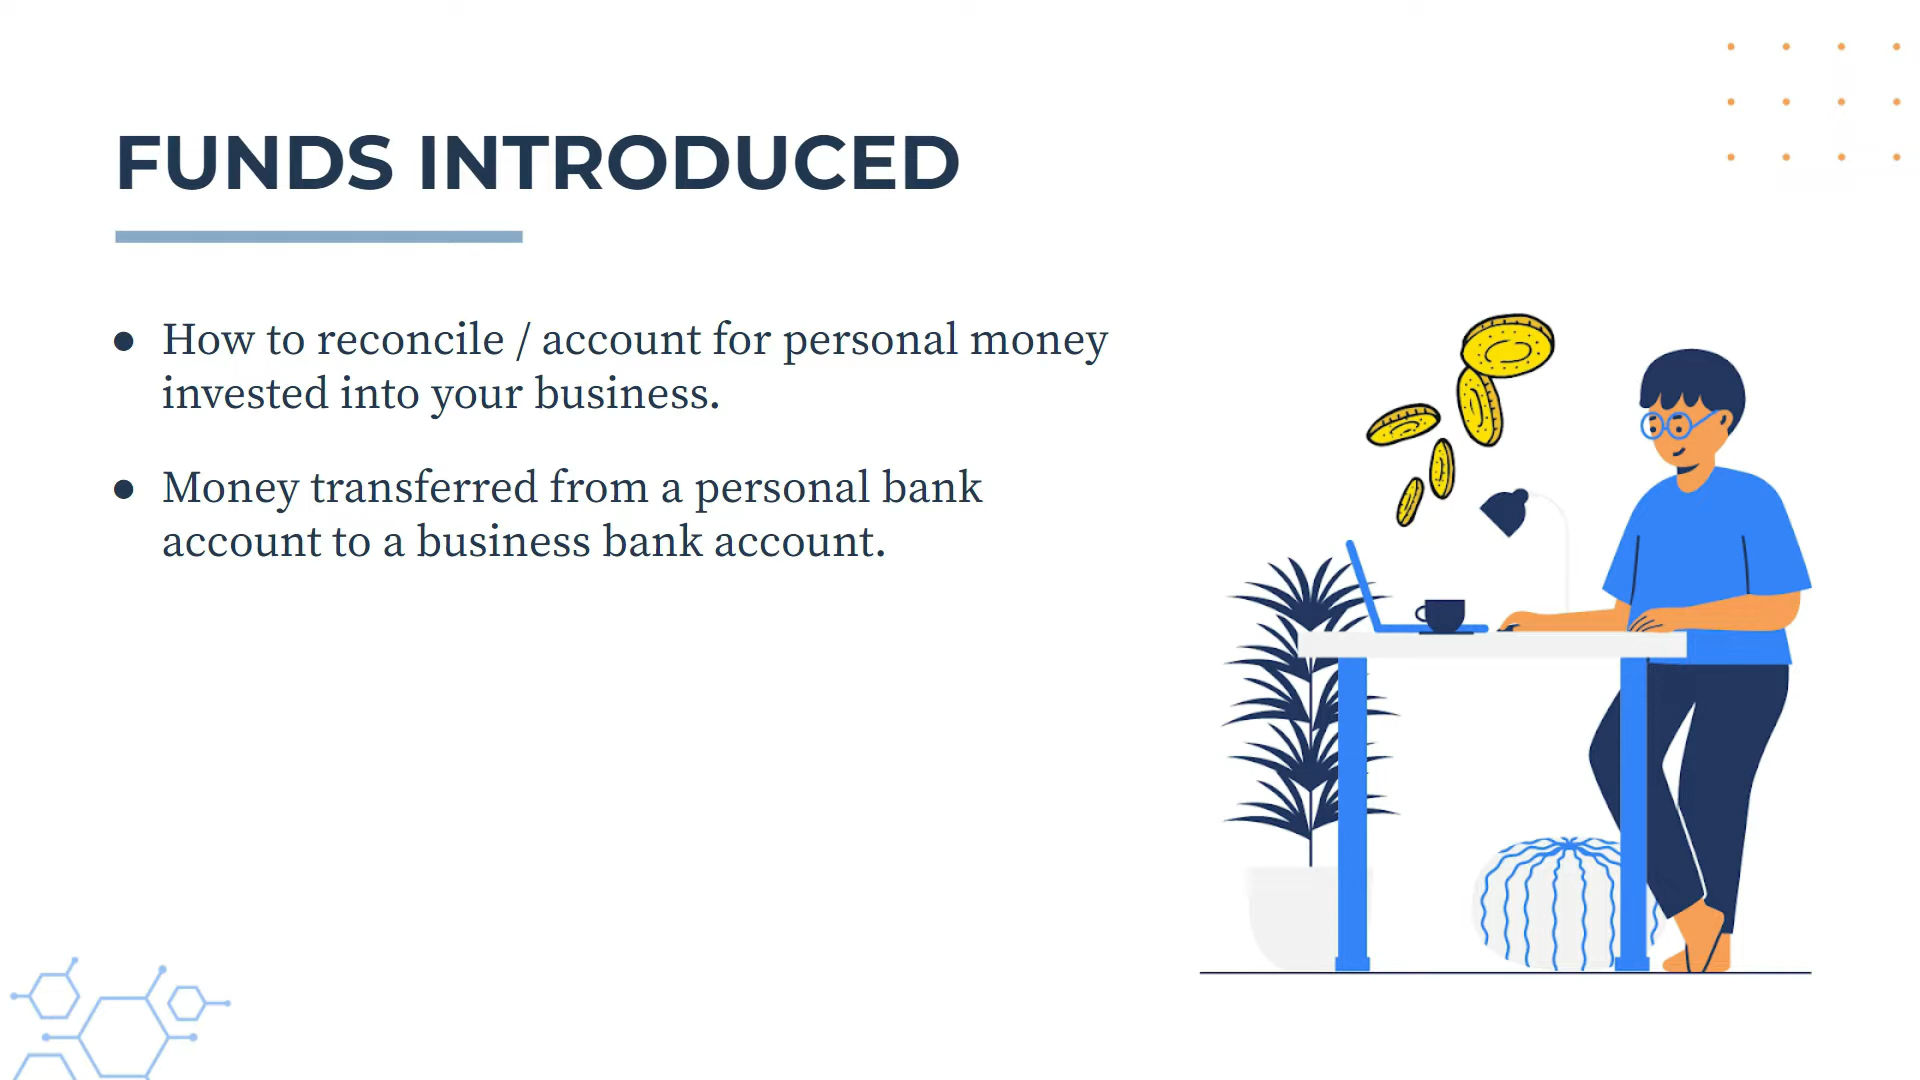 FUNDS INTRODUCED
● How to reconcile / account for personal money
invested into your business.
● Money transferred from a personal bank
account to a business bank account.